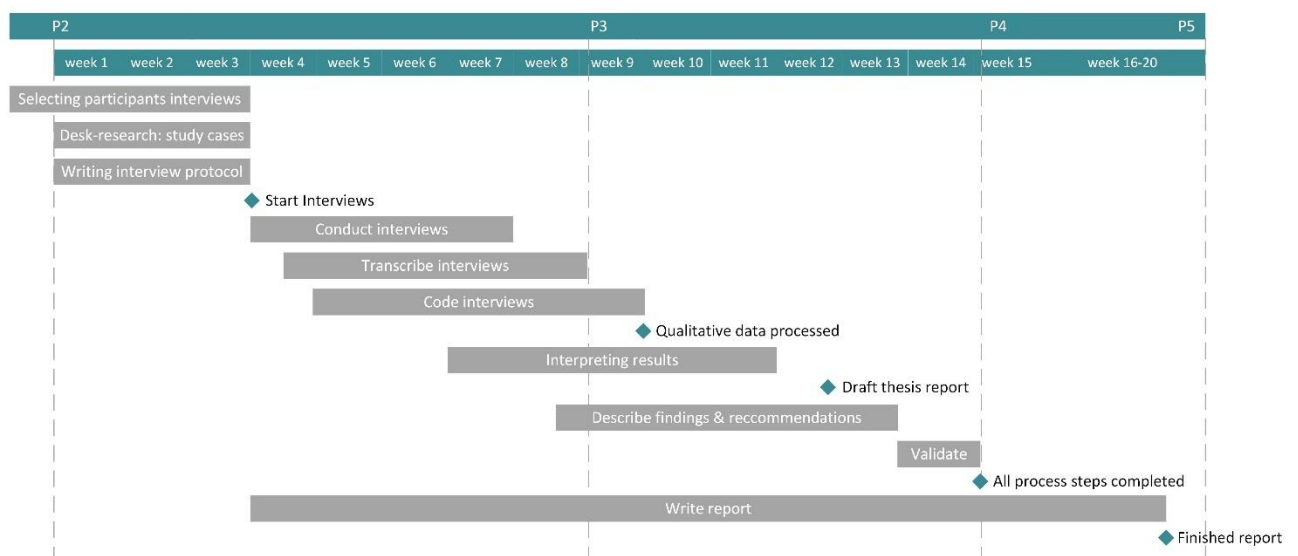 P2 P3 P4 P5
week 1 week 2 week 3 week 4 week 5 week 6 week 7 week 8 week 9 week 10 week 11 week 12 week 13 week 14 week 15 week 16-20
Selecting participants interviews
Desk-research: study cases
Writing interview protocol
Start Interviews
Conduct interviews
Transcribe interviews
Code interviews
Qualitative data processed
Interpreting results
Draft thesis report
Describe findings & reccommendations
Validate
All process steps completed
Write report
Finished report